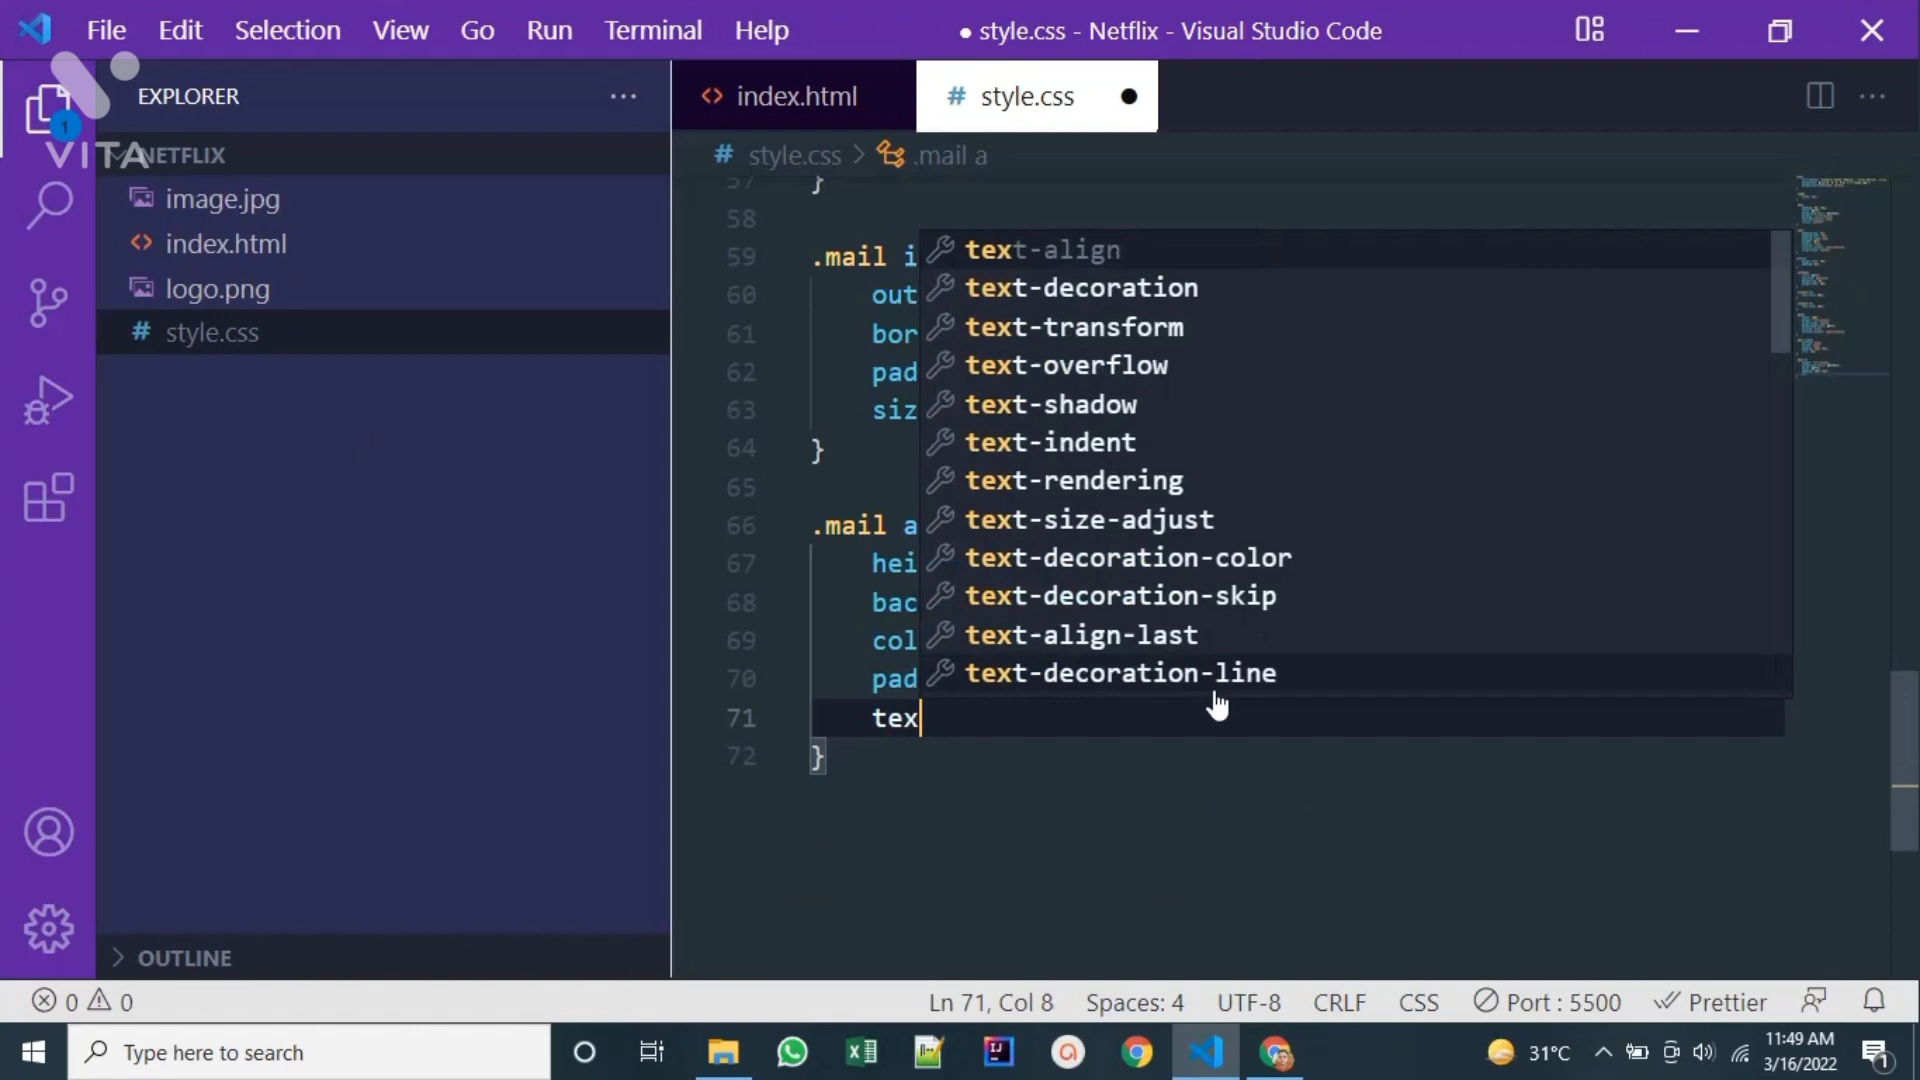 File Edit Selection View Go Run Terminal Help
● style.css - Netflix - Visual Studio Code
VITA
EXPLORER
NETFLIX
image.jpg
index.html
logo.png
# style.css
OUTLINE
<> index.html
# style.css
# style.css > .mail a
57 }
58
59 .mail i
60 out
61 bor
62 pad
63 siz
64 }
65
66 .mail a
67 hei
68 bac
69 col
70 pad
71 tex
72 }
text-align
text-decoration
text-transform
text-overflow
text-shadow
text-indent
text-rendering
text-size-adjust
text-decoration-color
text-decoration-skip
text-align-last
text-decoration-line
0 0 Ln 71, Col 8 Spaces: 4 UTF-8 CRLF CSS Port : 5500 Prettier
Type here to search
31°C
11:49 AM
3/16/2022
1